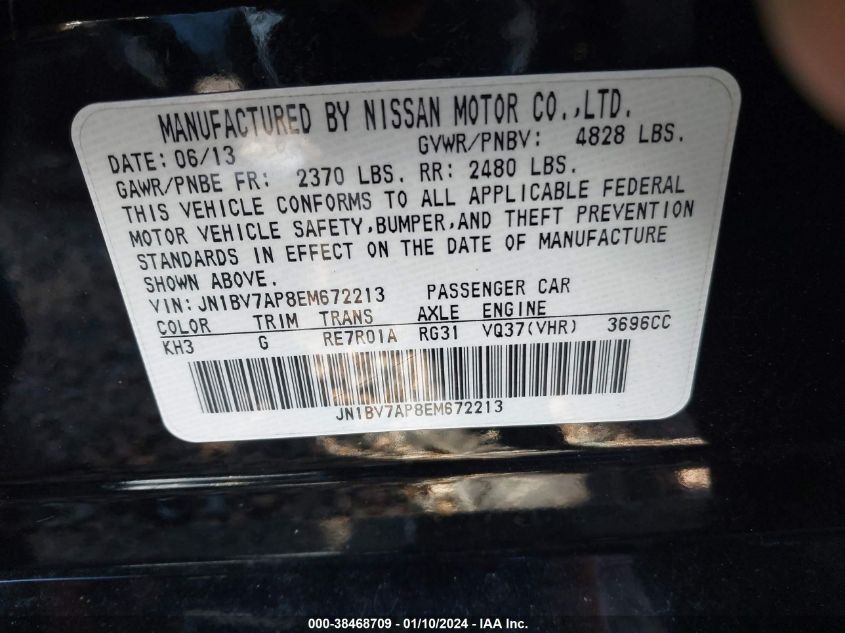 MANUFACTURED BY NISSAN MOTOR CO.,LTD.
DATE: 06/13 GVWR/PNBV: 4828 LBS.
GAWR/PNBE FR: 2370 LBS. RR: 2480 LBS.
THIS VEHICLE CONFORMS TO ALL APPLICABLE FEDERAL
MOTOR VEHICLE SAFETY,BUMPER,AND THEFT PREVENTION
STANDARDS IN EFFECT ON THE DATE OF MANUFACTURE
SHOWN ABOVE.
VIN: JN1BV7AP8EM672213 PASSENGER CAR
COLOR TRIM TRANS AXLE ENGINE
KH3 G RE7R01A RG31 VQ37(VHR) 3696CC
JN1BV7AP8EM672213
000-38468709 - 01/10/2024 - IAA Inc.